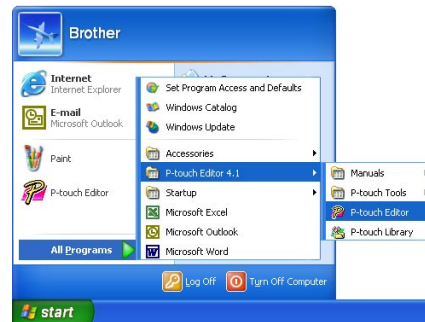 Brother
Internet
Internet Explorer
E-mail
Microsoft Outlook
Paint
P-touch Editor
All Programs
Set Program Access and Defaults
Windows Catalog
Windows Update
Accessories
P-touch Editor 4.1
Startup
Microsoft Excel
Microsoft Outlook
Microsoft Word
Manuals
P-touch Tools
P-touch Editor
P-touch Library
Log Off
Turn Off Computer
start